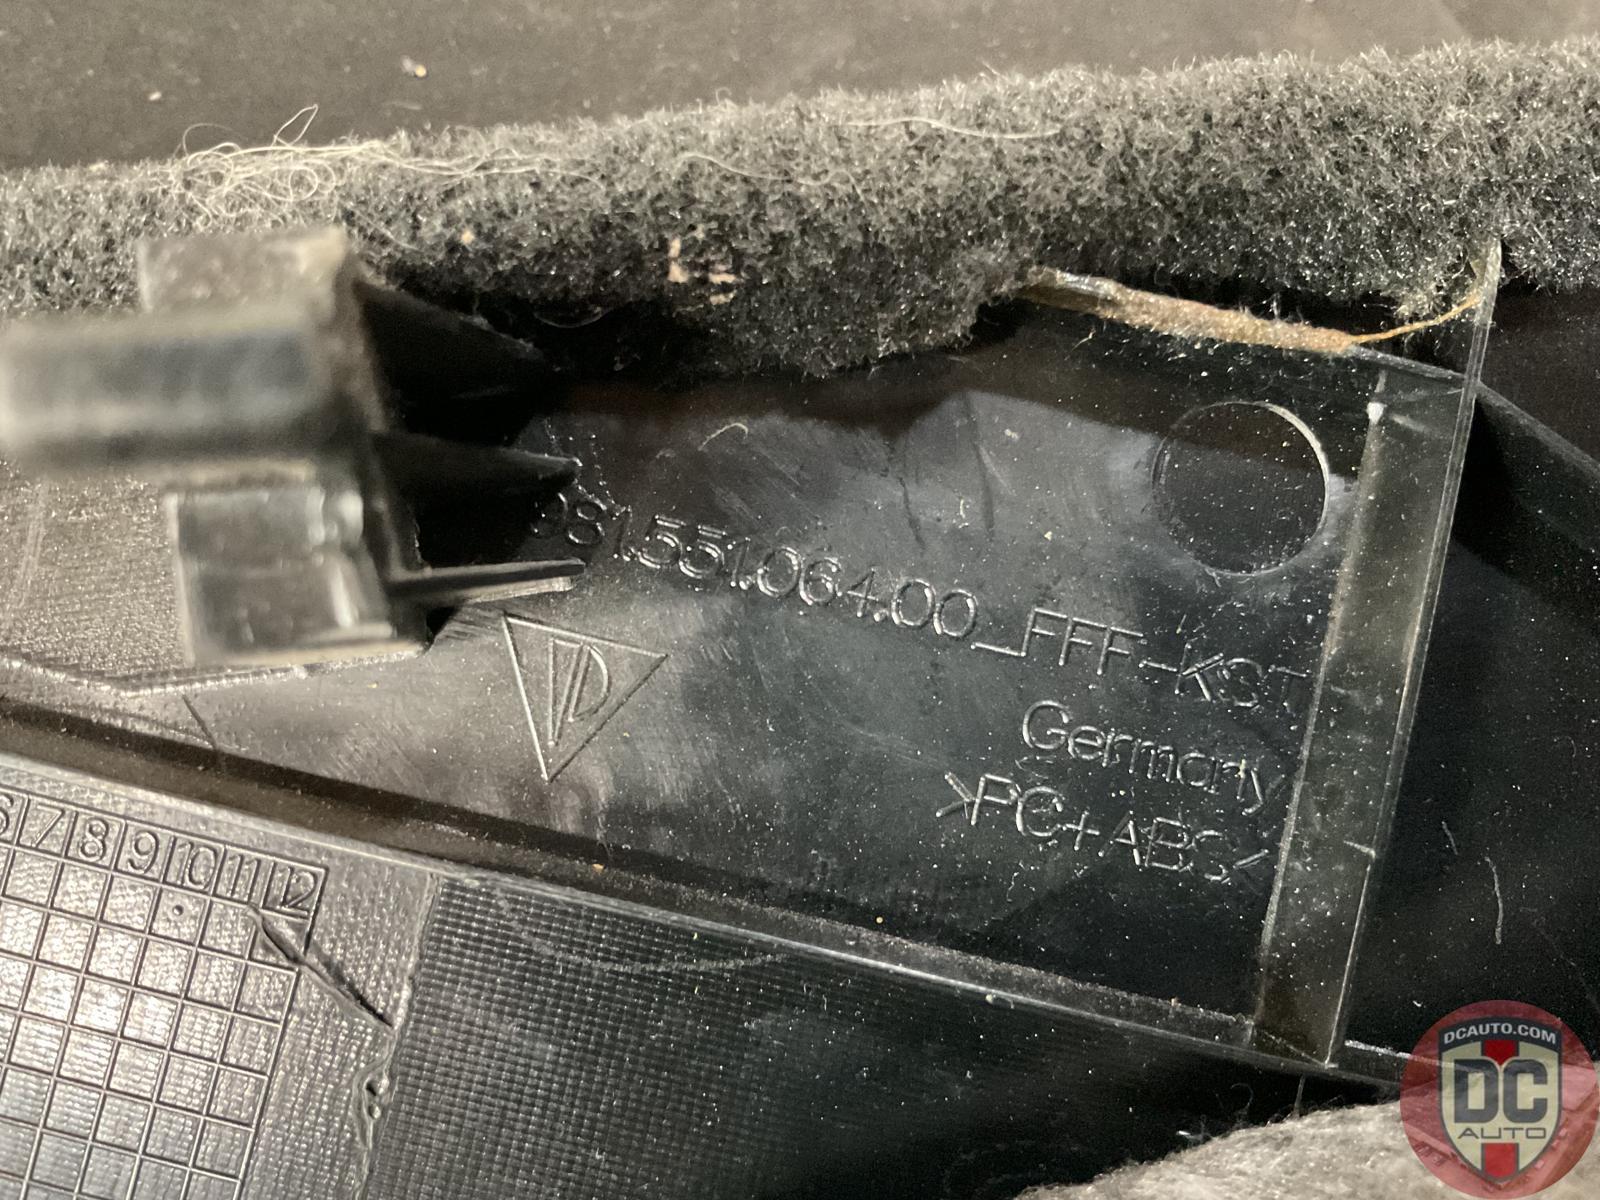 981.551.064.00_FFF-KST
Germany
>PC+ABS<
6 7 8 9 10 11 12
DCAUTO.COM
DC
AUTO